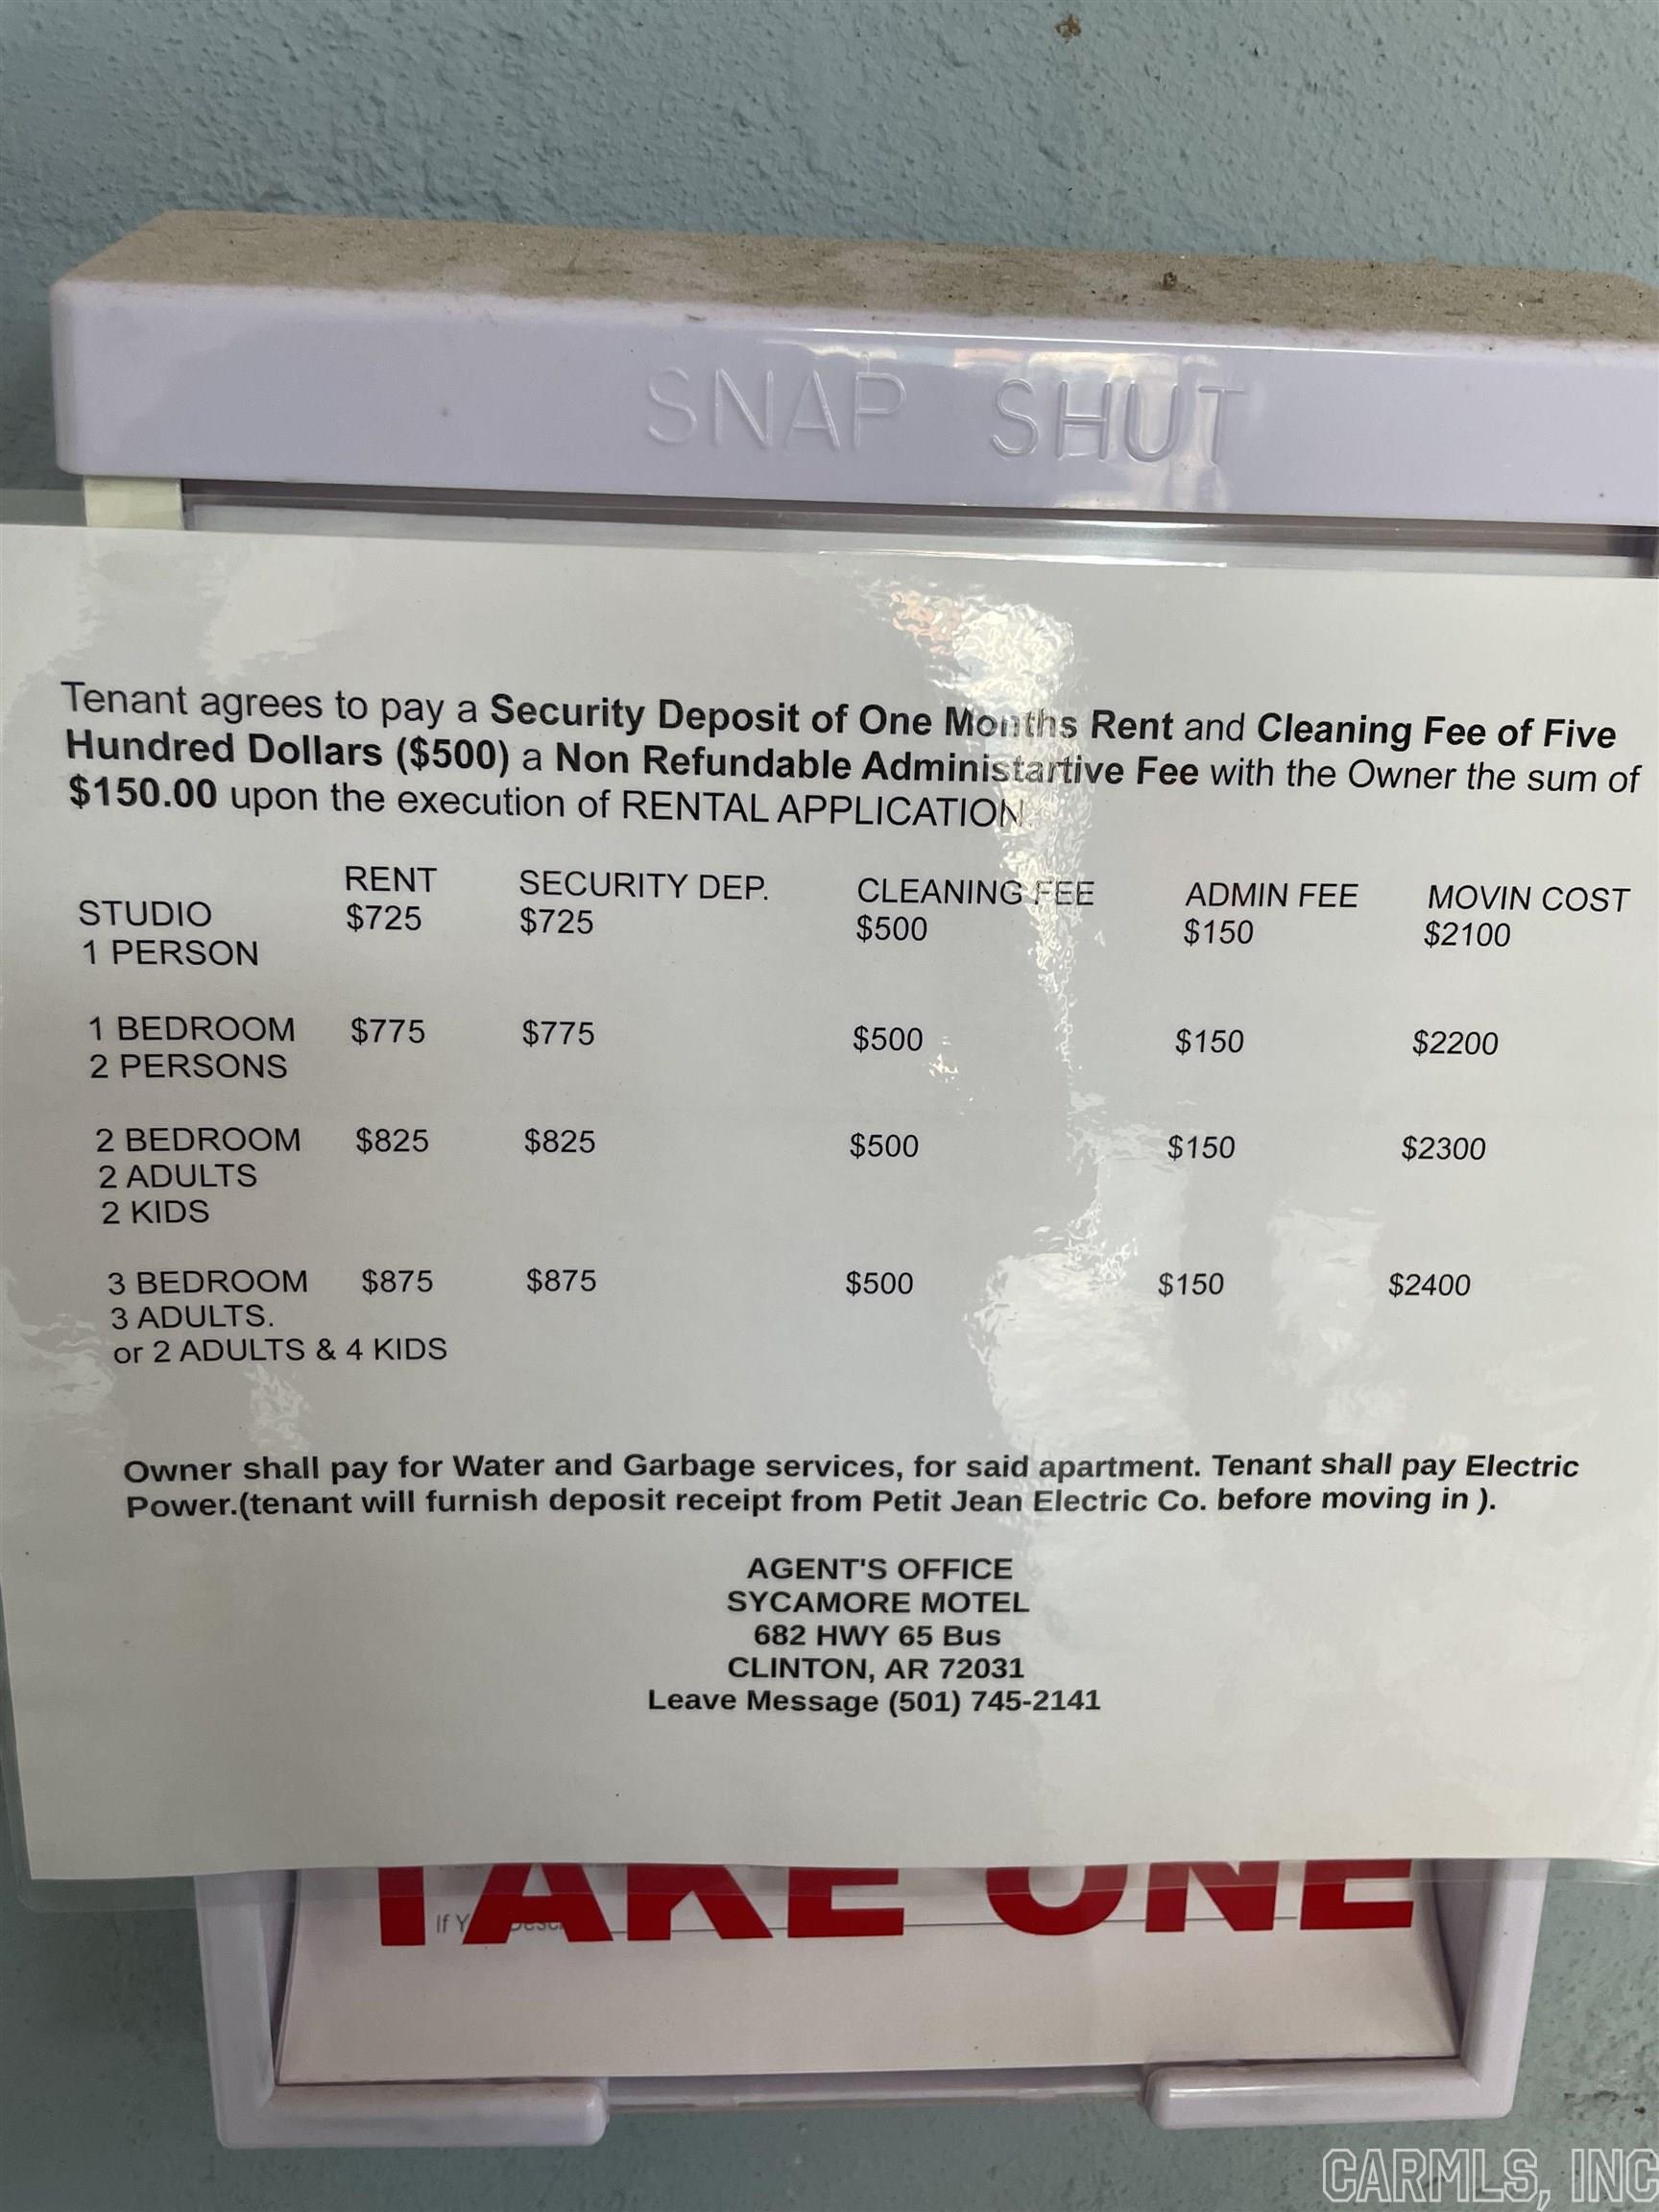 SNAP SHUT
Tenant agrees to pay a Security Deposit of One Months Rent and Cleaning Fee of Five
Hundred Dollars ($500) a Non Refundable Administartive Fee with the Owner the sum of
$150.00 upon the execution of RENTAL APPLICATION.
RENT SECURITY DEP. CLEANING FEE ADMIN FEE MOVIN COST
STUDIO $725 $725 $500 $150 $2100
1 PERSON
1 BEDROOM $775 $775 $500 $150 $2200
2 PERSONS
2 BEDROOM $825 $825 $500 $150 $2300
2 ADULTS
2 KIDS
3 BEDROOM $875 $875 $500 $150 $2400
3 ADULTS.
or 2 ADULTS & 4 KIDS
Owner shall pay for Water and Garbage services, for said apartment. Tenant shall pay Electric
Power.(tenant will furnish deposit receipt from Petit Jean Electric Co. before moving in ).
AGENT'S OFFICE
SYCAMORE MOTEL
682 HWY 65 Bus
CLINTON, AR 72031
Leave Message (501) 745-2141
TAKE ONE
If
CARMLS, INC